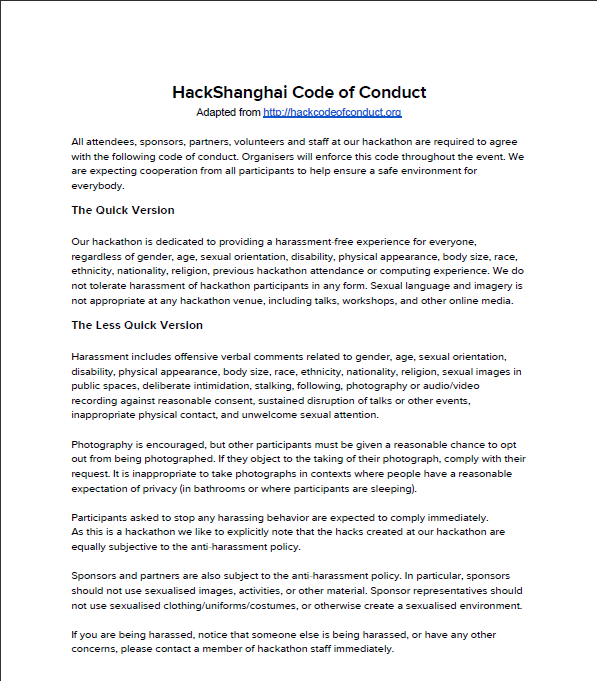 HackShanghai Code of Conduct
Adapted from http://hackcodeofconduct.org
All attendees, sponsors, partners, volunteers and staff at our hackathon are required to agree
with the following code of conduct. Organisers will enforce this code throughout the event. We
are expecting cooperation from all participants to help ensure a safe environment for
everybody.
The Quick Version
Our hackathon is dedicated to providing a harassment-free experience for everyone,
regardless of gender, age, sexual orientation, disability, physical appearance, body size, race,
ethnicity, nationality, religion, previous hackathon attendance or computing experience. We do
not tolerate harassment of hackathon participants in any form. Sexual language and imagery is
not appropriate at any hackathon venue, including talks, workshops, and other online media.
The Less Quick Version
Harassment includes offensive verbal comments related to gender, age, sexual orientation,
disability, physical appearance, body size, race, ethnicity, nationality, religion, sexual images in
public spaces, deliberate intimidation, stalking, following, photography or audio/video
recording against reasonable consent, sustained disruption of talks or other events,
inappropriate physical contact, and unwelcome sexual attention.
Photography is encouraged, but other participants must be given a reasonable chance to opt
out from being photographed. If they object to the taking of their photograph, comply with their
request. It is inappropriate to take photographs in contexts where people have a reasonable
expectation of privacy (in bathrooms or where participants are sleeping).
Participants asked to stop any harassing behavior are expected to comply immediately.
As this is a hackathon we like to explicitly note that the hacks created at our hackathon are
equally subjective to the anti-harassment policy.
Sponsors and partners are also subject to the anti-harassment policy. In particular, sponsors
should not use sexualised images, activities, or other material. Sponsor representatives should
not use sexualised clothing/uniforms/costumes, or otherwise create a sexualised environment.
If you are being harassed, notice that someone else is being harassed, or have any other
concerns, please contact a member of hackathon staff immediately.